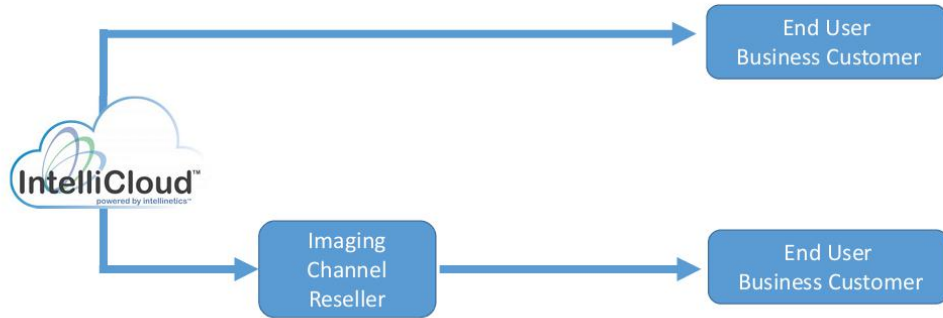 End User
Business Customer
IntelliCloud™
powered by intellinetics™
Imaging
Channel
Reseller
End User
Business Customer